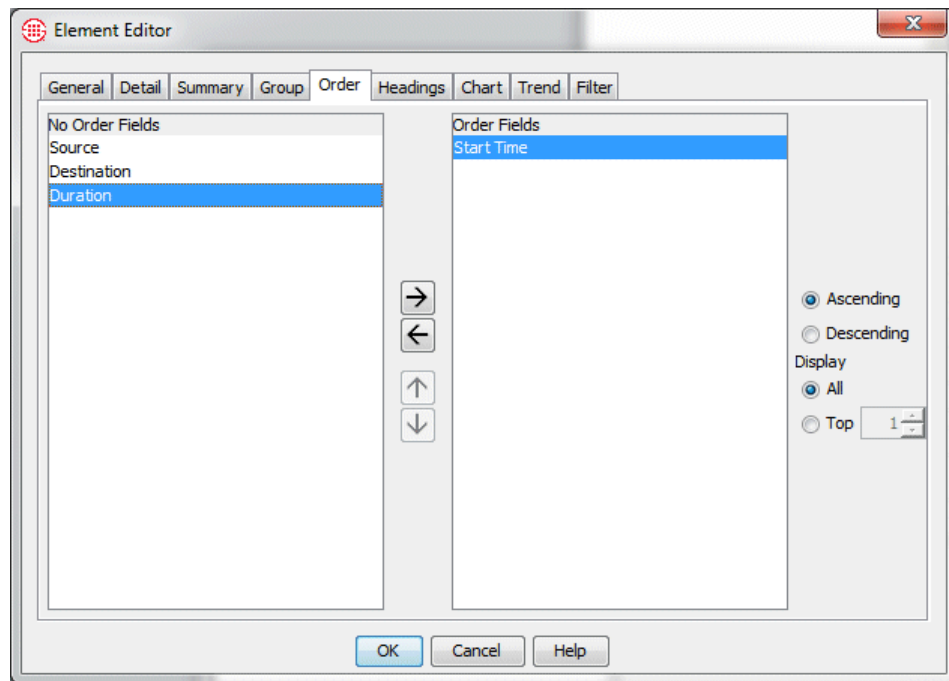 Element Editor
General Detail Summary Group Order Headings Chart Trend Filter
No Order Fields
Source
Destination
Duration
Order Fields
Start Time
Ascending
Descending
Display
All
Top 1
OK Cancel Help